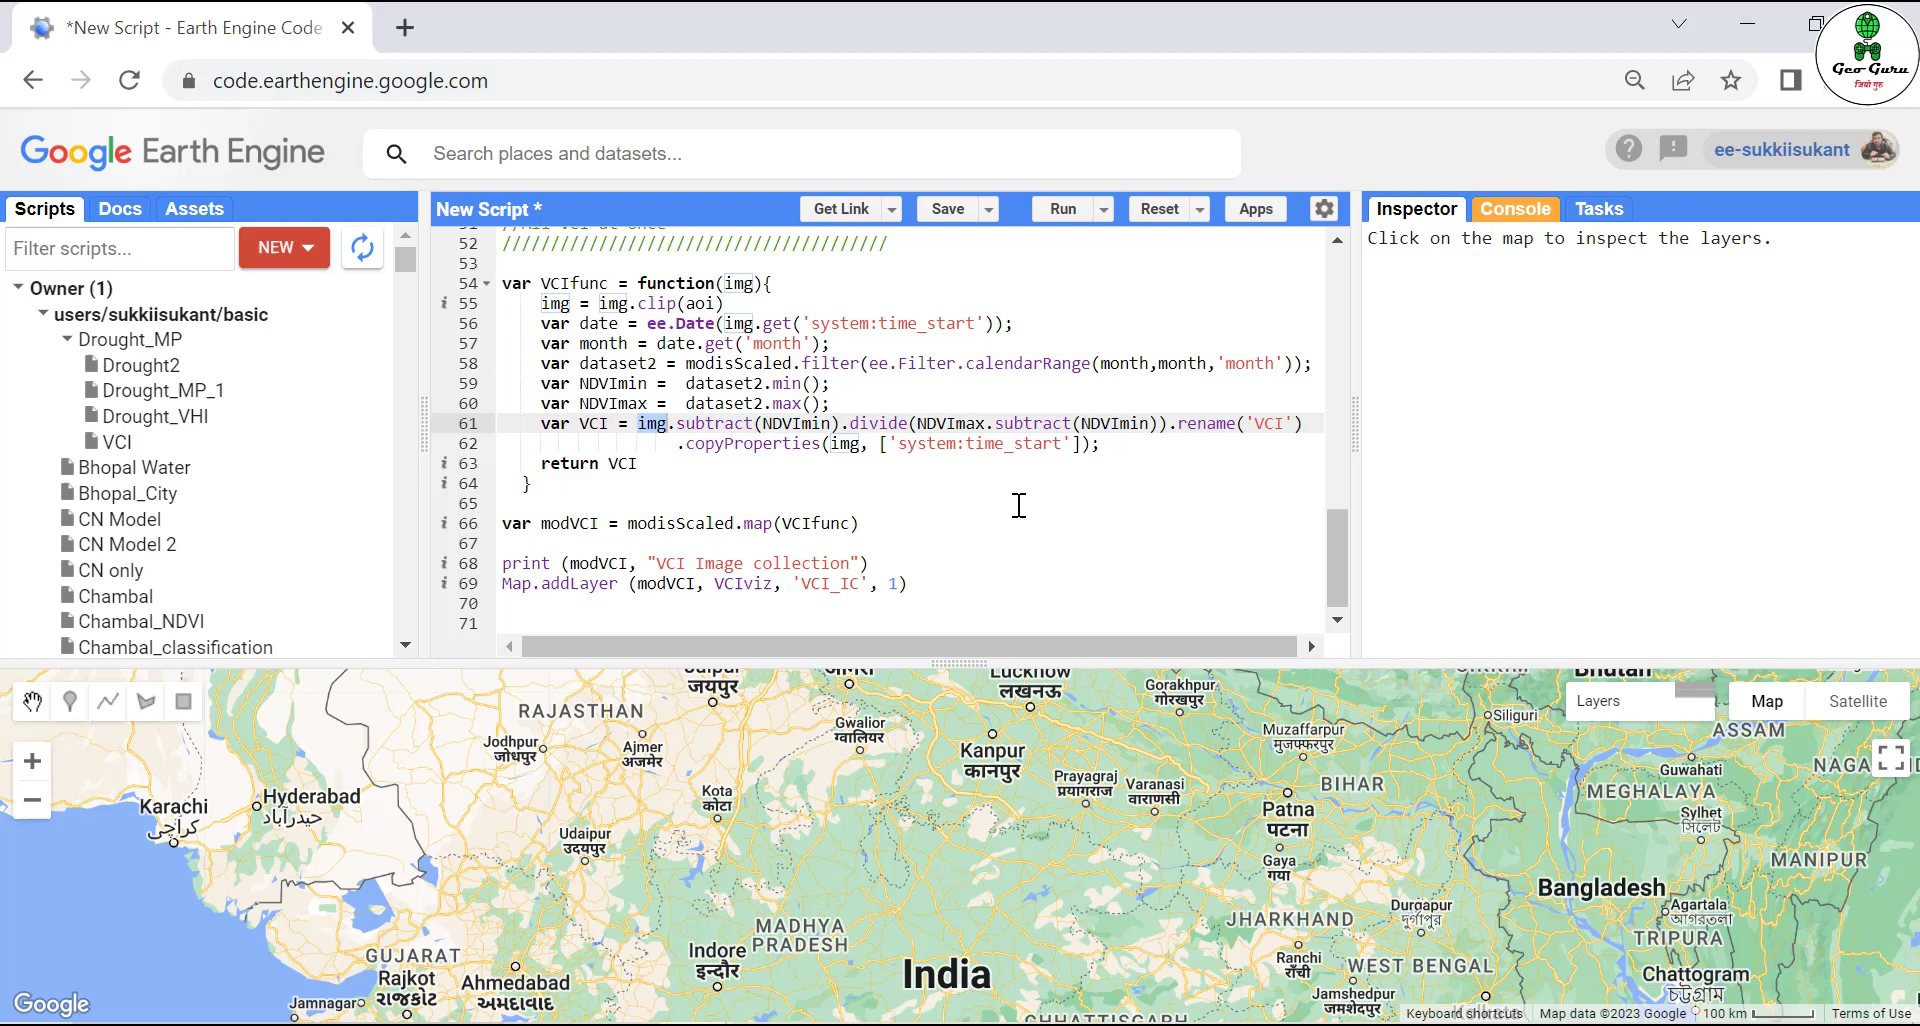 *New Script - Earth Engine Code
code.earthengine.google.com
Geo Guru
जियो गुरु
Google Earth Engine
Search places and datasets...
ee-sukkiisukant
Scripts Docs Assets
New Script *
Get Link
Save
Run
Reset
Apps
Inspector Console Tasks
Filter scripts...
NEW
Click on the map to inspect the layers.
Owner (1)
users/sukkiisukant/basic
Drought_MP
Drought2
Drought_MP_1
Drought_VHI
VCI
Bhopal Water
Bhopal_City
CN Model
CN Model 2
CN only
Chambal
Chambal_NDVI
Chambal_classification
52 ////////////////////////////////////////
53
54 var VCIfunc = function(img){
55 img = img.clip(aoi)
56 var date = ee.Date(img.get('system:time_start'));
57 var month = date.get('month');
58 var dataset2 = modisScaled.filter(ee.Filter.calendarRange(month,month,'month'));
59 var NDVImin =  dataset2.min();
60 var NDVImax =  dataset2.max();
61 var VCI = img.subtract(NDVImin).divide(NDVImax.subtract(NDVImin)).rename('VCI')
62 .copyProperties(img, ['system:time_start']);
63 return VCI
64 }
65
66 var modVCI = modisScaled.map(VCIfunc)
67
68 print (modVCI, "VCI Image collection")
69 Map.addLayer (modVCI, VCIviz, 'VCI_IC', 1)
70
71
Layers
Map
Satellite
जयपुर
Lucknow
लखनऊ
Gorakhpur
गोरखपुर
Bhutan
RAJASTHAN
Gwalior
ग्वालियर
Siliguri
ASSAM
Jodhpur
जोधपुर
Ajmer
अजमेर
Kanpur
कानपुर
Muzaffarpur
मुजफ्फरपुर
Guwahati
Prayagraj
प्रयागराज
Varanasi
वाराणसी
BIHAR
MEGHALAYA
Karachi
کراچی
Hyderabad
حيدرآباد
Kota
कोटा
Patna
पटना
Sylhet
সিলেট
Udaipur
उदयपुर
Gaya
गया
MANIPUR
Bangladesh
MADHYA
PRADESH
JHARKHAND
Durgapur
দুর্গাপুর
Agartala
আগরতলা
TRIPURA
GUJARAT
Indore
इन्दौर
India
Ranchi
राँची
WEST BENGAL
Rajkot
રાજકોટ
Ahmedabad
અમદાવાદ
Chattogram
চট্টগ্রাম
Jamnagar
Jamshedpur
जमशेदपुर
Google
Keyboard shortcuts
Map data ©2023 Google
100 km
Terms of Use